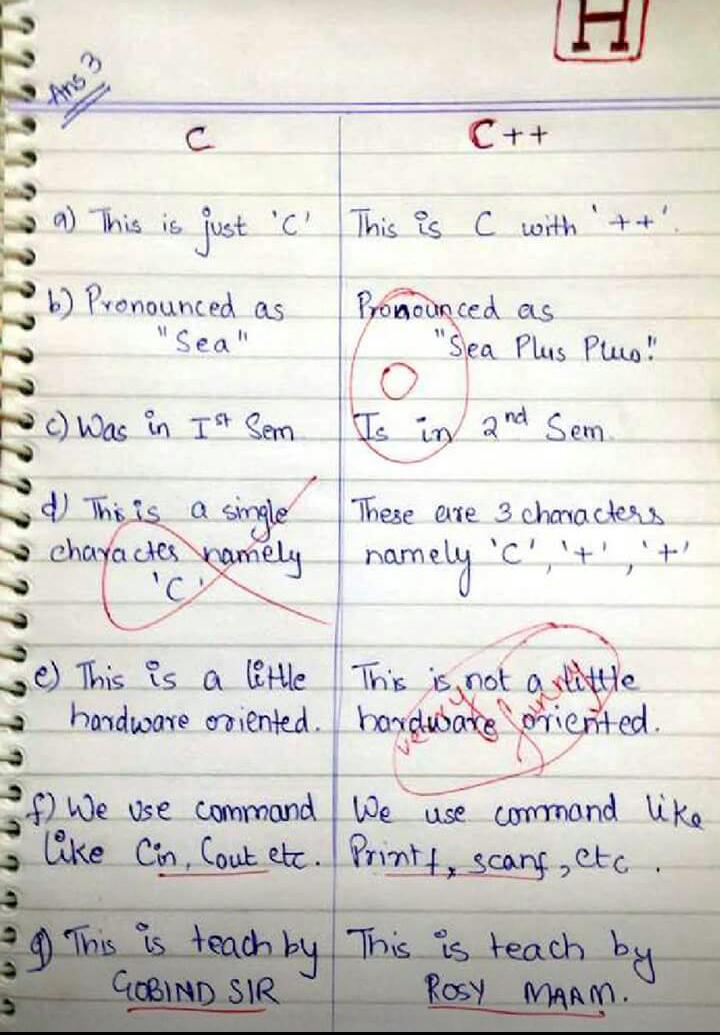 H
Ans 3
C
C++
a) This is just 'C'
This is C with '++'.
b) Pronounced as
"Sea"
Pronounced as
"Sea Plus Plus!"
0
c) Was in Ist Sem
Is in 2nd Sem.
d) This is a single
character namely
'C'
These are 3 characters
namely 'C', '+', '+'
e) This is a little
hardware oriented.
This is not a little
hardware oriented.
very funny
f) We use command
like Cin, Cout etc.
We use command like
Printf, scanf, etc.
g) This is teach by
GOBIND SIR
This is teach by
ROSY MAAM.